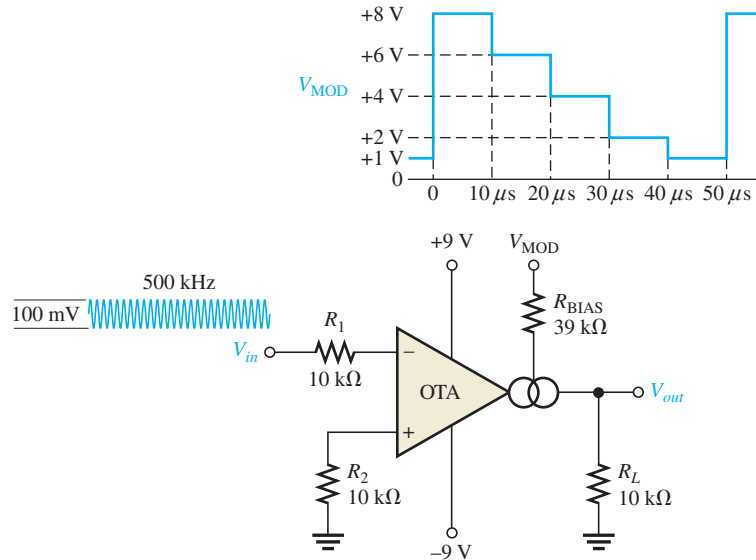 +8 V
+6 V
V_MOD
+4 V
+2 V
+1 V
0
0 10 μs 20 μs 30 μs 40 μs 50 μs
+9 V V_MOD
500 kHz
100 mV
R_BIAS
39 kΩ
R_1
V_in
10 kΩ
−
OTA
V_out
+
R_2
10 kΩ
R_L
10 kΩ
−9 V